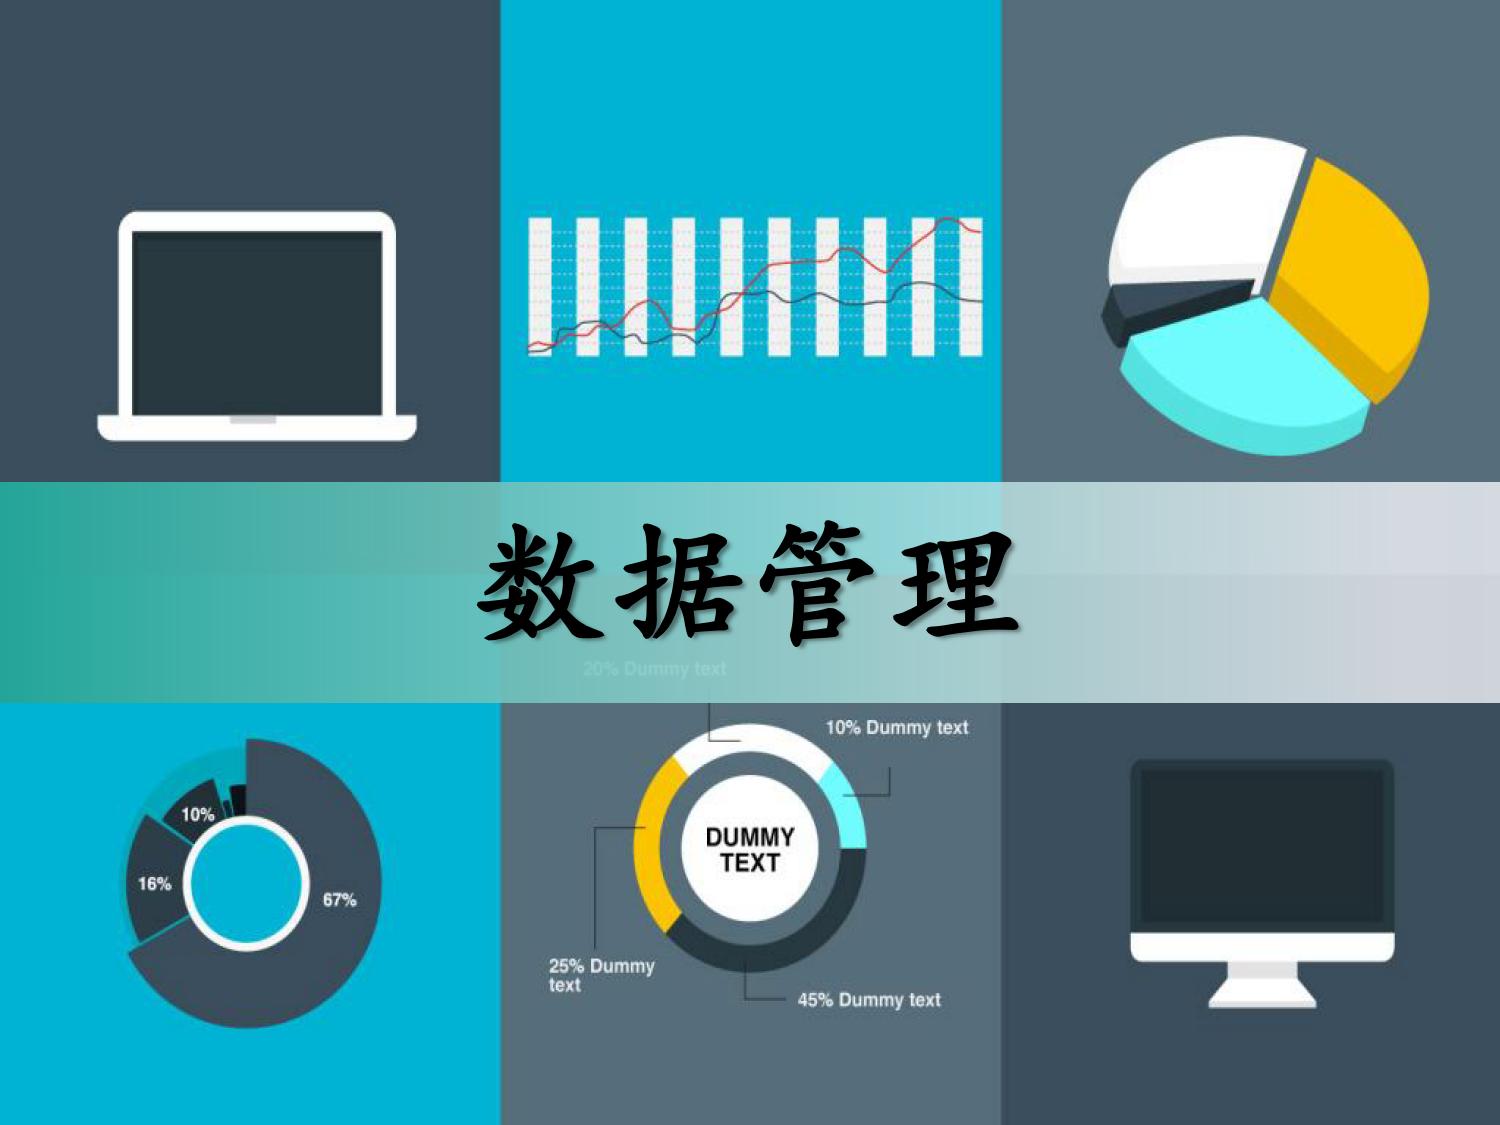 数据管理
20% Dummy text
10% Dummy text
10%
16%
67%
DUMMY
TEXT
25% Dummy
text
45% Dummy text